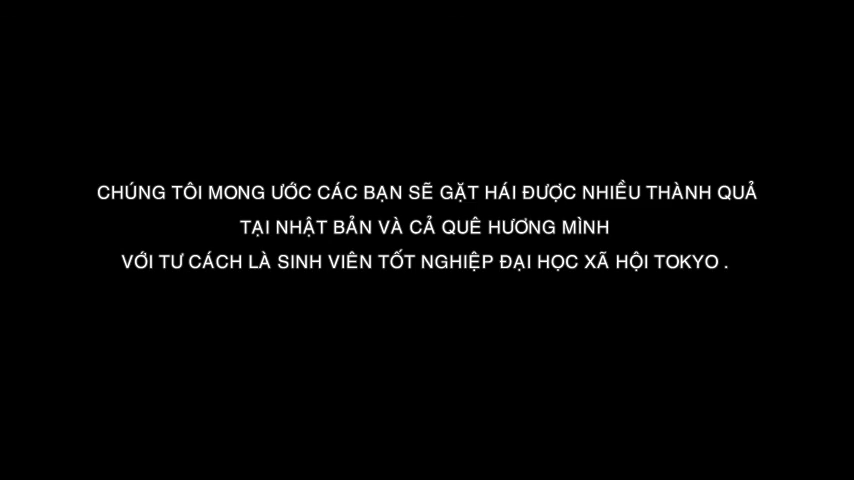 CHÚNG TÔI MONG ƯỚC CÁC BẠN SẼ GẶT HÁI ĐƯỢC NHIỀU THÀNH QUẢ
TẠI NHẬT BẢN VÀ CẢ QUÊ HƯƠNG MÌNH
VỚI TƯ CÁCH LÀ SINH VIÊN TỐT NGHIỆP ĐẠI HỌC XÃ HỘI TOKYO .